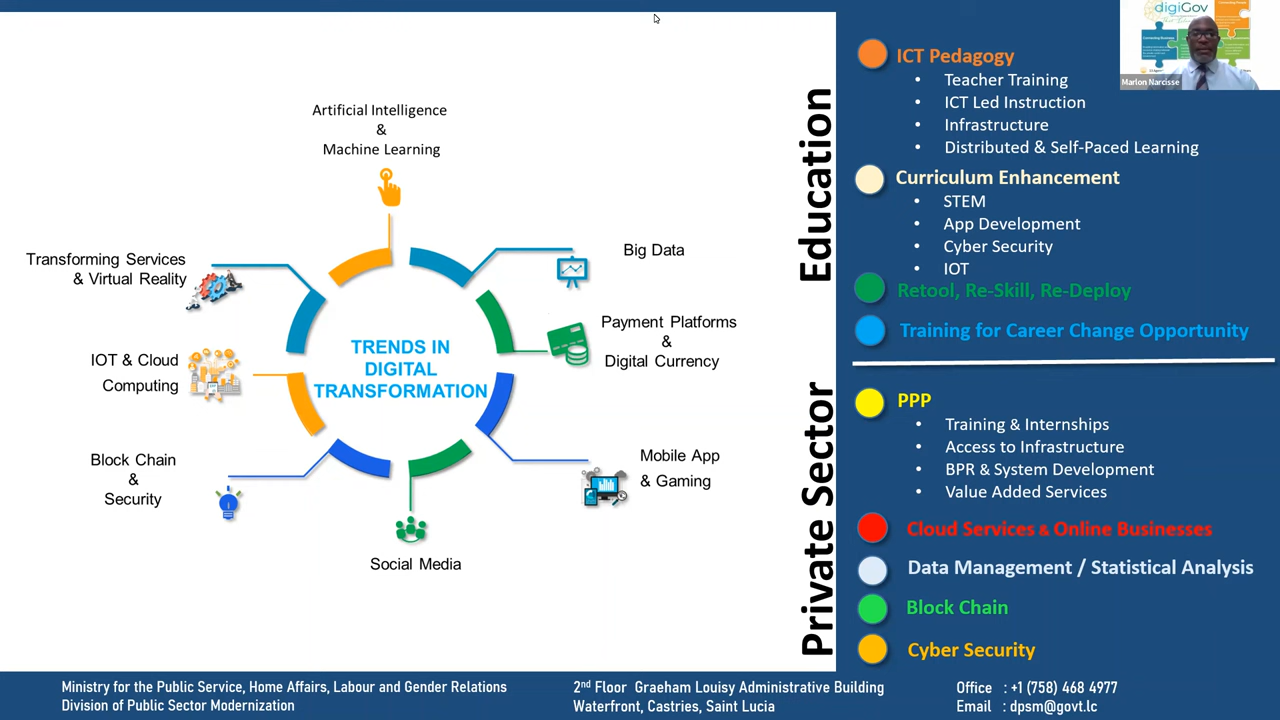 Artificial Intelligence
&
Machine Learning
Transforming Services
& Virtual Reality
Big Data
Payment Platforms
&
Digital Currency
IOT & Cloud
Computing
TRENDS IN
DIGITAL
TRANSFORMATION
Block Chain
&
Security
Mobile App
& Gaming
Social Media
Education
ICT Pedagogy
• Teacher Training
• ICT Led Instruction
• Infrastructure
• Distributed & Self-Paced Learning
Curriculum Enhancement
• STEM
• App Development
• Cyber Security
• IOT
Retool, Re-Skill, Re-Deploy
Training for Career Change Opportunity
Private Sector
PPP
• Training & Internships
• Access to Infrastructure
• BPR & System Development
• Value Added Services
Cloud Services & Online Businesses
Data Management / Statistical Analysis
Block Chain
Cyber Security
digiGov
Marlon Narcisse
Ministry for the Public Service, Home Affairs, Labour and Gender Relations
Division of Public Sector Modernization
2nd Floor Graeham Louisy Administrative Building
Waterfront, Castries, Saint Lucia
Office : +1 (758) 468 4977
Email : dpsm@govt.lc